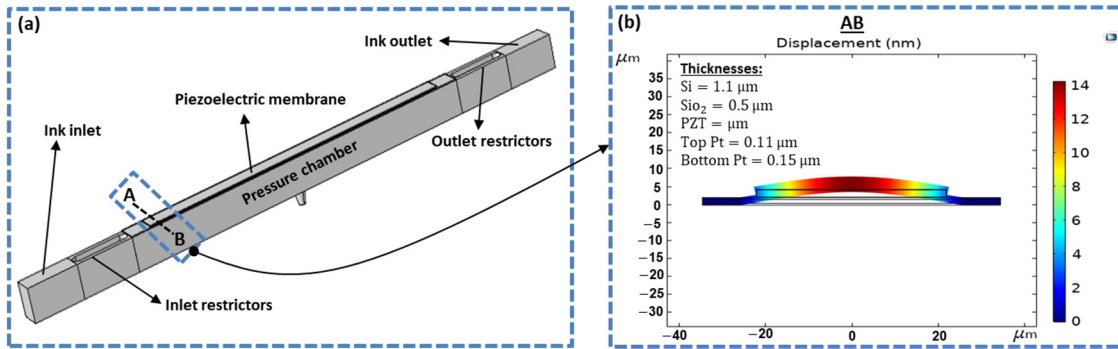 (a)
Ink outlet
Piezoelectric membrane
Ink inlet
Outlet restrictors
Pressure chamber
A
B
Inlet restrictors
(b)
AB
Displacement (nm)
μm
Thicknesses:
Si = 1.1 μm
Sio₂ = 0.5 μm
PZT = μm
Top Pt = 0.11 μm
Bottom Pt = 0.15 μm
35
30
25
20
15
10
5
0
−5
−10
−15
−20
−25
−30
−40
−20
0
20
μm
14
12
10
8
6
4
2
0